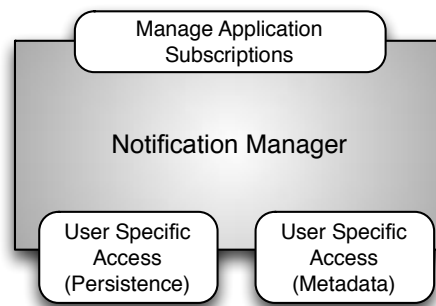 Manage Application
Subscriptions
Notification Manager
User Specific
Access
(Persistence)
User Specific
Access
(Metadata)